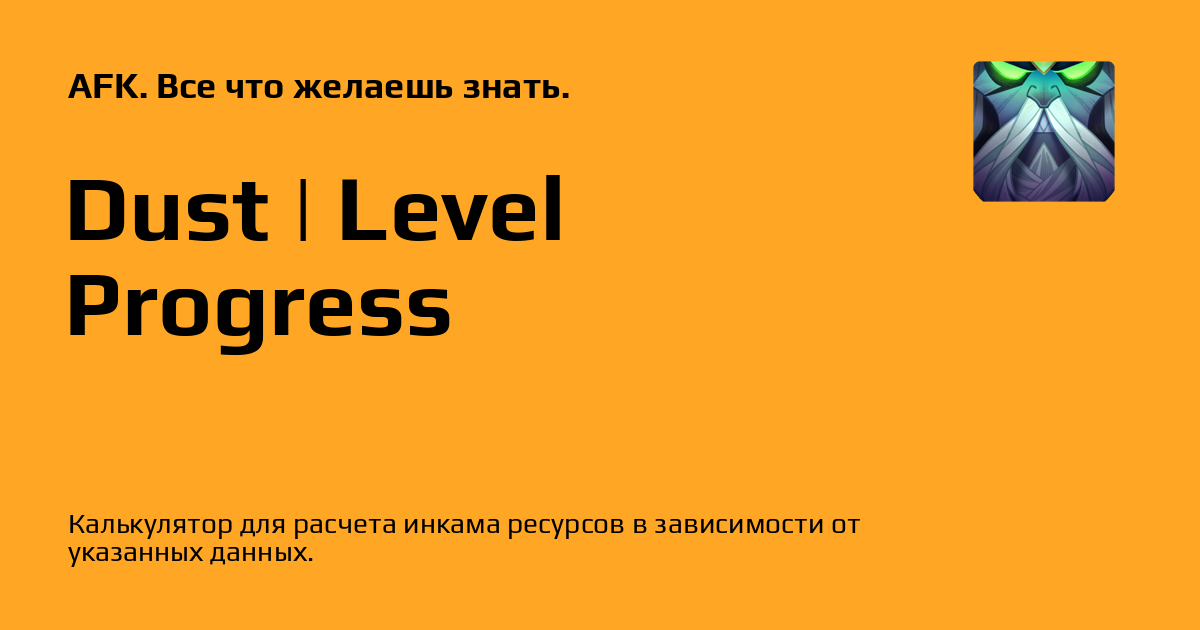 AFK. Все что желаешь знать.
Dust | Level
Progress
Калькулятор для расчета инкама ресурсов в зависимости от
указанных данных.